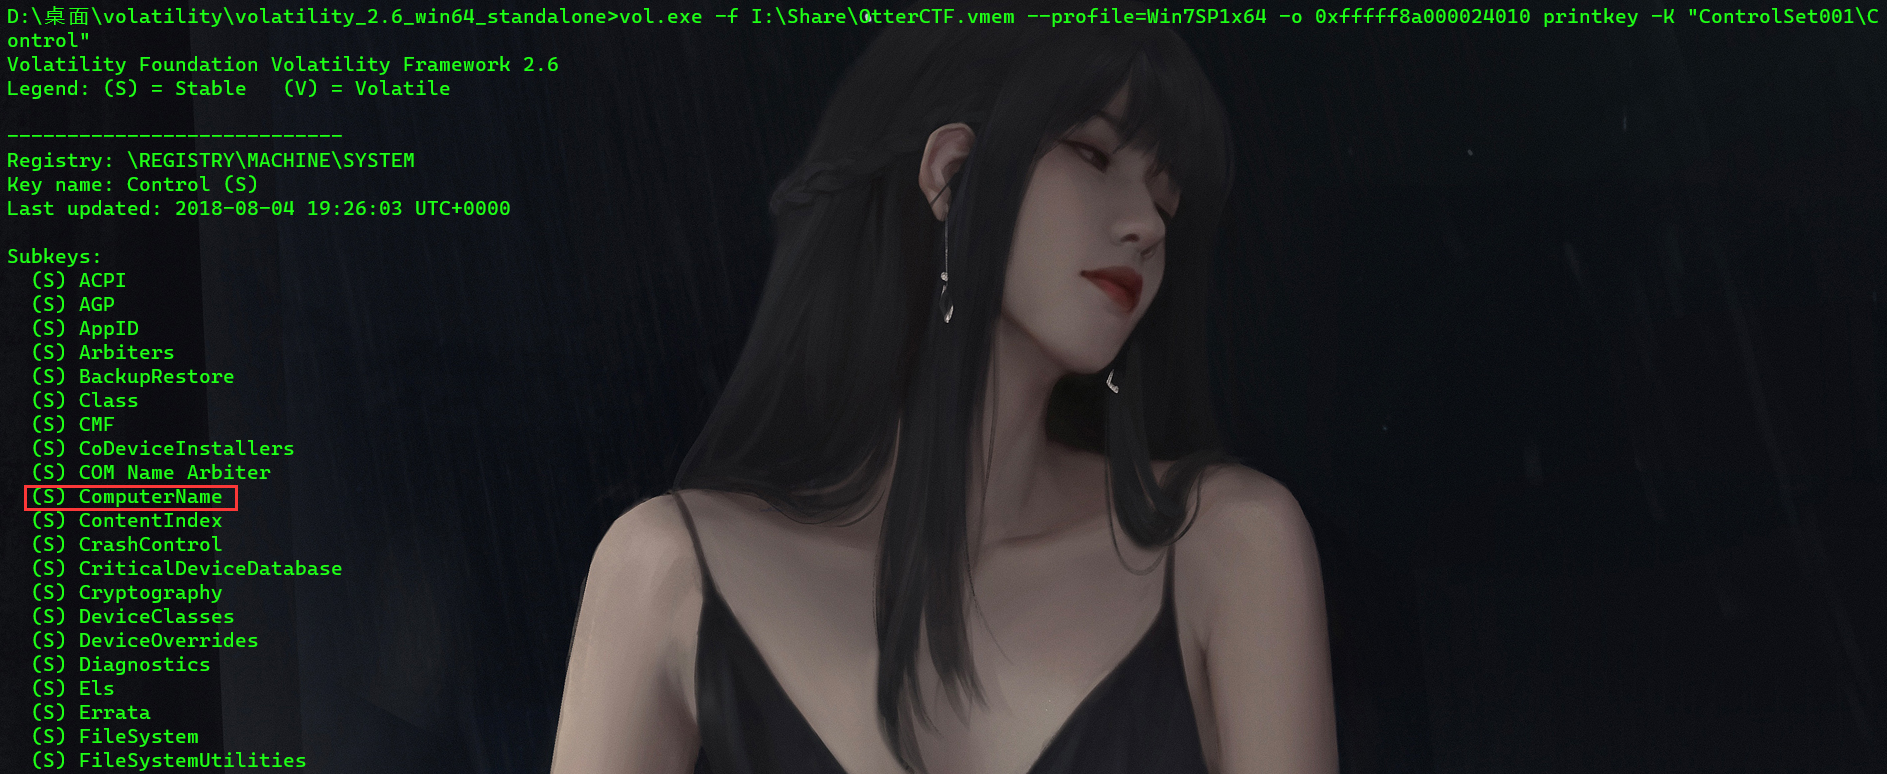 D:\桌面\volatility\volatility_2.6_win64_standalone>vol.exe -f I:\Share\OtterCTF.vmem --profile=Win7SP1x64 -o 0xfffff8a000024010 printkey -K "ControlSet001\C
ontrol"
Volatility Foundation Volatility Framework 2.6
Legend: (S) = Stable   (V) = Volatile
----------------------------
Registry: \REGISTRY\MACHINE\SYSTEM
Key name: Control (S)
Last updated: 2018-08-04 19:26:03 UTC+0000
Subkeys:
(S) ACPI
(S) AGP
(S) AppID
(S) Arbiters
(S) BackupRestore
(S) Class
(S) CMF
(S) CoDeviceInstallers
(S) COM Name Arbiter
(S) ComputerName
(S) ContentIndex
(S) CrashControl
(S) CriticalDeviceDatabase
(S) Cryptography
(S) DeviceClasses
(S) DeviceOverrides
(S) Diagnostics
(S) Els
(S) Errata
(S) FileSystem
(S) FileSystemUtilities